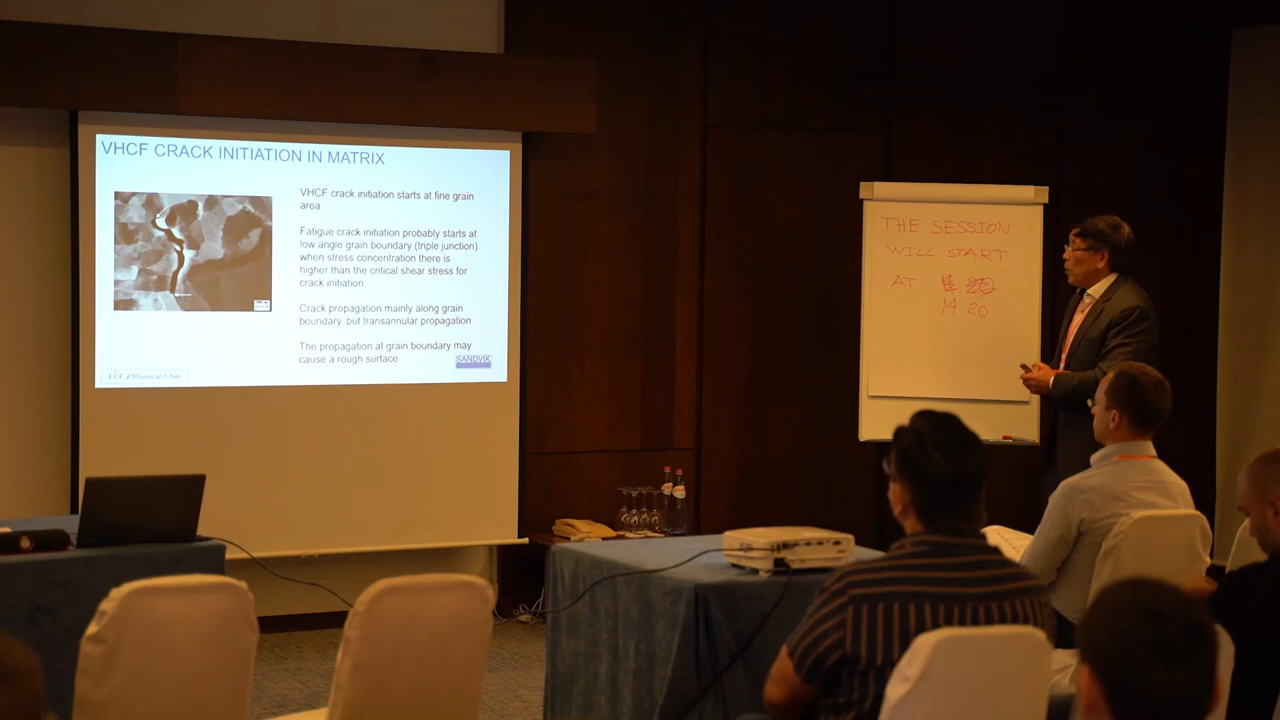 VHCF CRACK INITIATION IN MATRIX
VHCF crack initiation starts at fine grain
area
Fatigue crack initiation probably starts at
low angle grain boundary (triple junction)
when stress concentration there is
higher than the critical shear stress for
crack initiation
Crack propagation mainly along grain
boundary, but transannular propagation
The propagation at grain boundary may
cause a rough surface
SANDVIK
THE SESSION
WILL START
AT
14 20